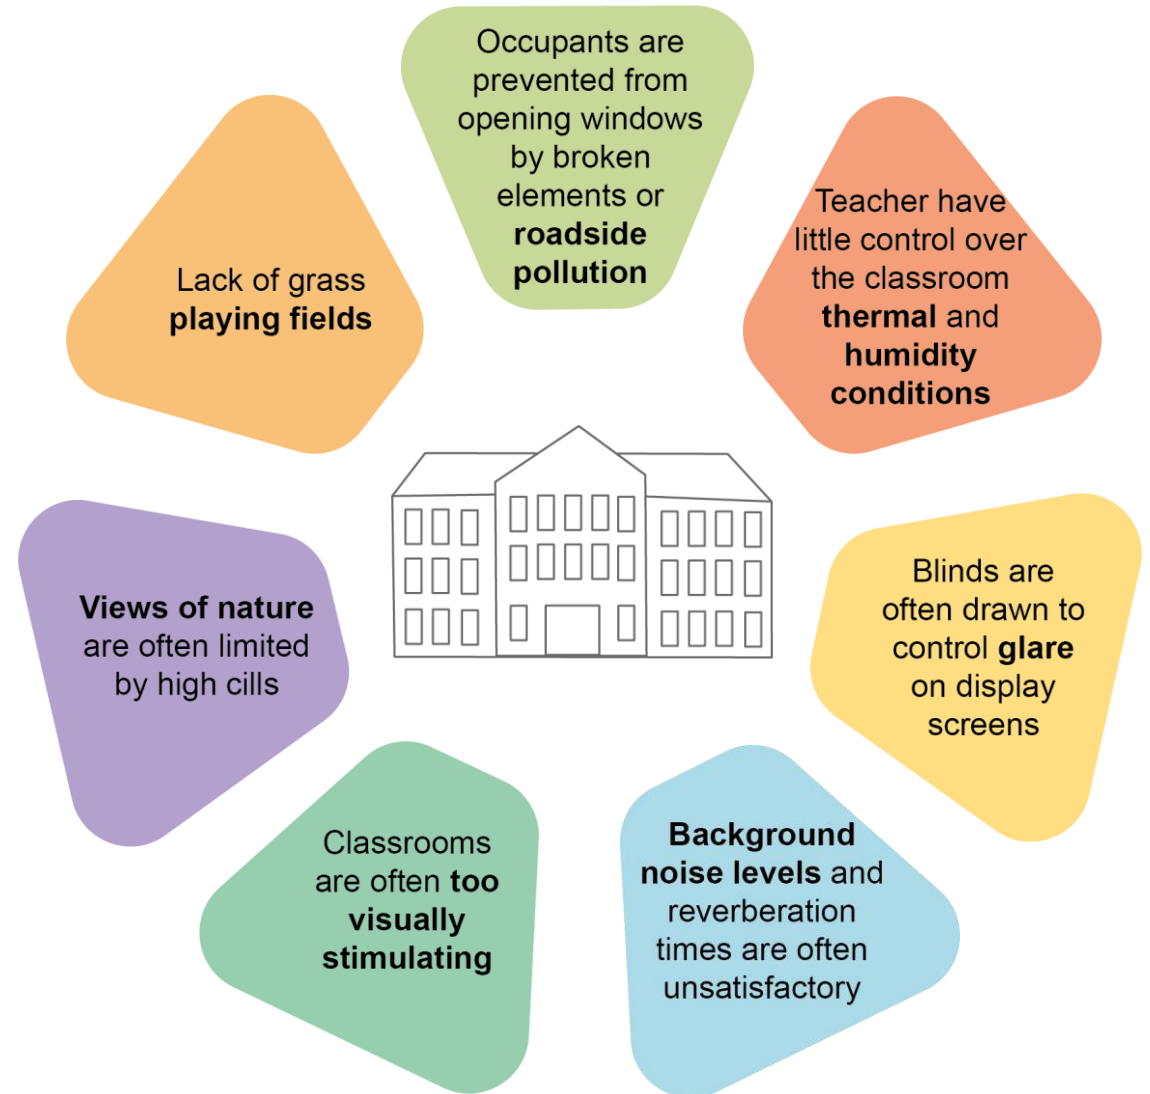 Occupants are
prevented from
opening windows
by broken
elements or
roadside
pollution
Teacher have
little control over
the classroom
thermal and
humidity
conditions
Blinds are
often drawn to
control glare
on display
screens
Background
noise levels and
reverberation
times are often
unsatisfactory
Classrooms
are often too
visually
stimulating
Views of nature
are often limited
by high cills
Lack of grass
playing fields